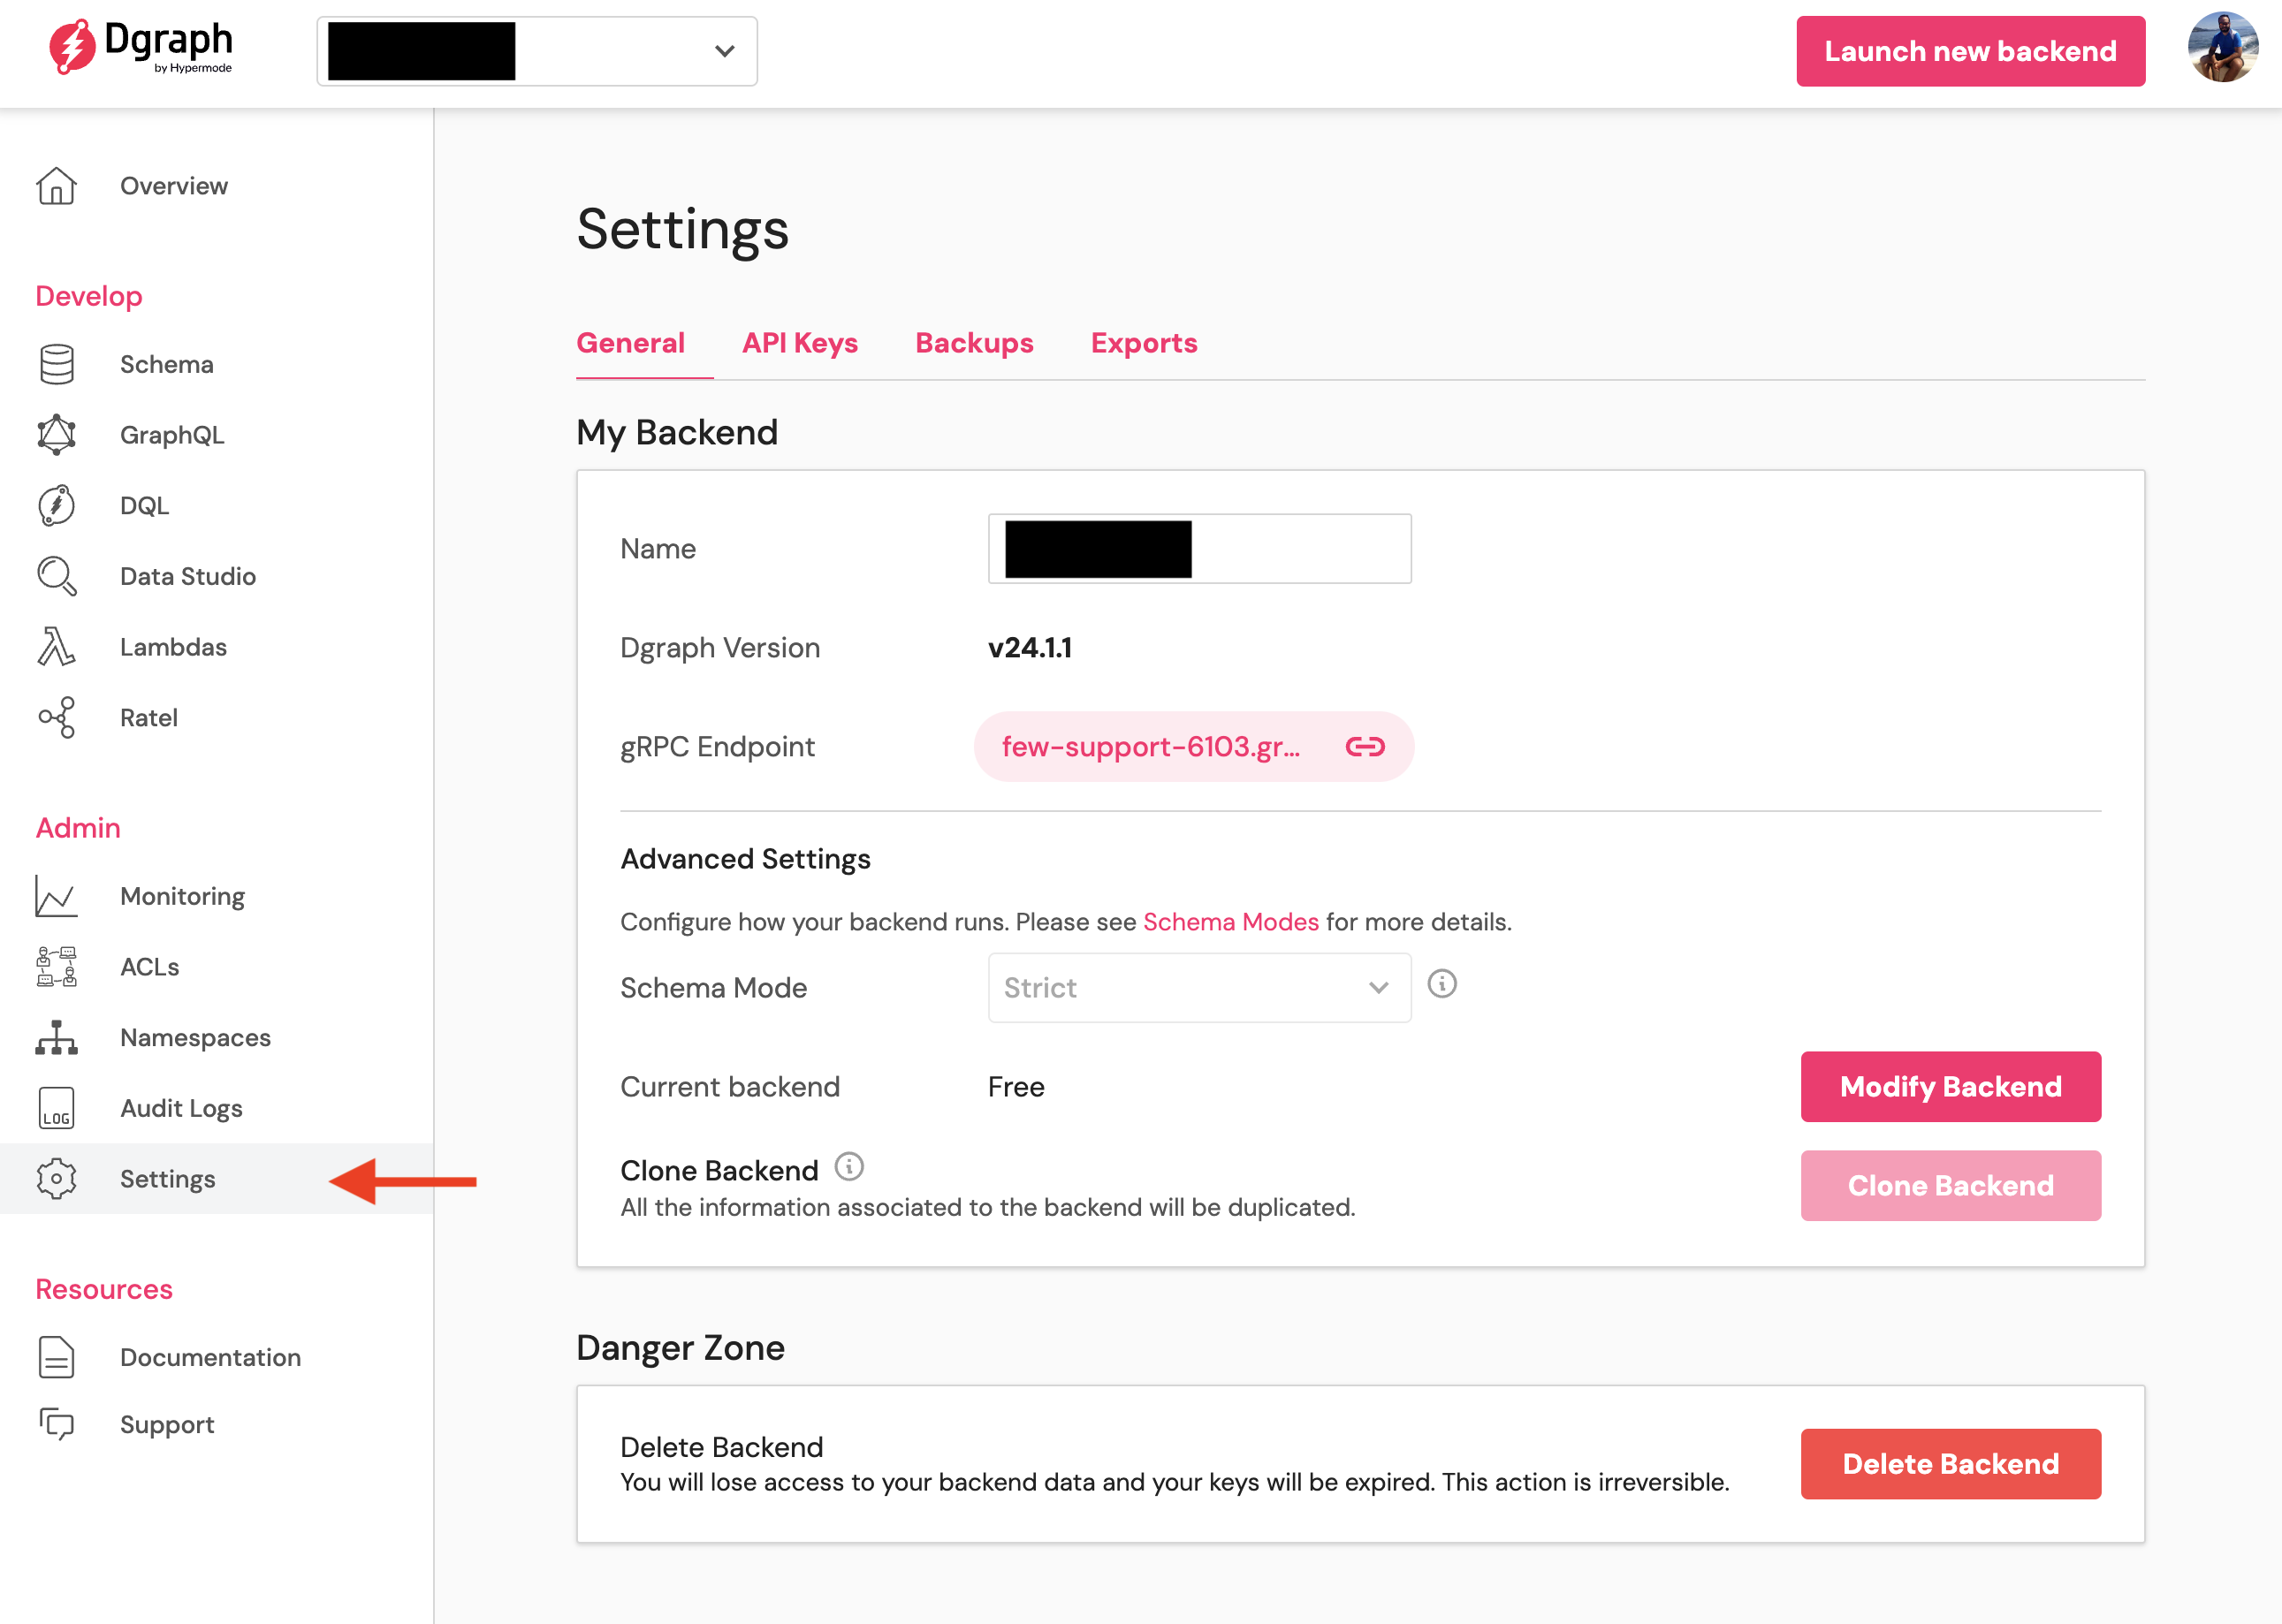 Dgraph
by Hypermode
Launch new backend
Overview
Develop
Schema
GraphQL
DQL
Data Studio
Lambdas
Ratel
Admin
Monitoring
ACLs
Namespaces
LOG
Audit Logs
Settings
Resources
Documentation
Support
Settings
General API Keys Backups Exports
My Backend
Name
Dgraph Version v24.1.1
gRPC Endpoint few-support-6103.gr...
Advanced Settings
Configure how your backend runs. Please see Schema Modes for more details.
Schema Mode Strict
Current backend Free Modify Backend
Clone Backend
All the information associated to the backend will be duplicated.
Clone Backend
Danger Zone
Delete Backend
You will lose access to your backend data and your keys will be expired. This action is irreversible.
Delete Backend